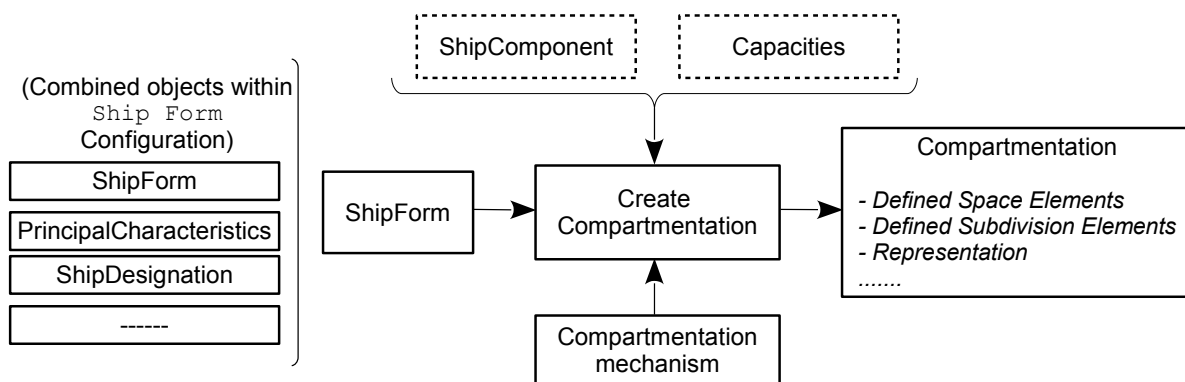 (Combined objects within
Ship Form
Configuration)
ShipForm
PrincipalCharacteristics
ShipDesignation
------
ShipForm
ShipComponent
Capacities
Create
Compartmentation
Compartmentation
mechanism
Compartmentation
- Defined Space Elements
- Defined Subdivision Elements
- Representation
.......